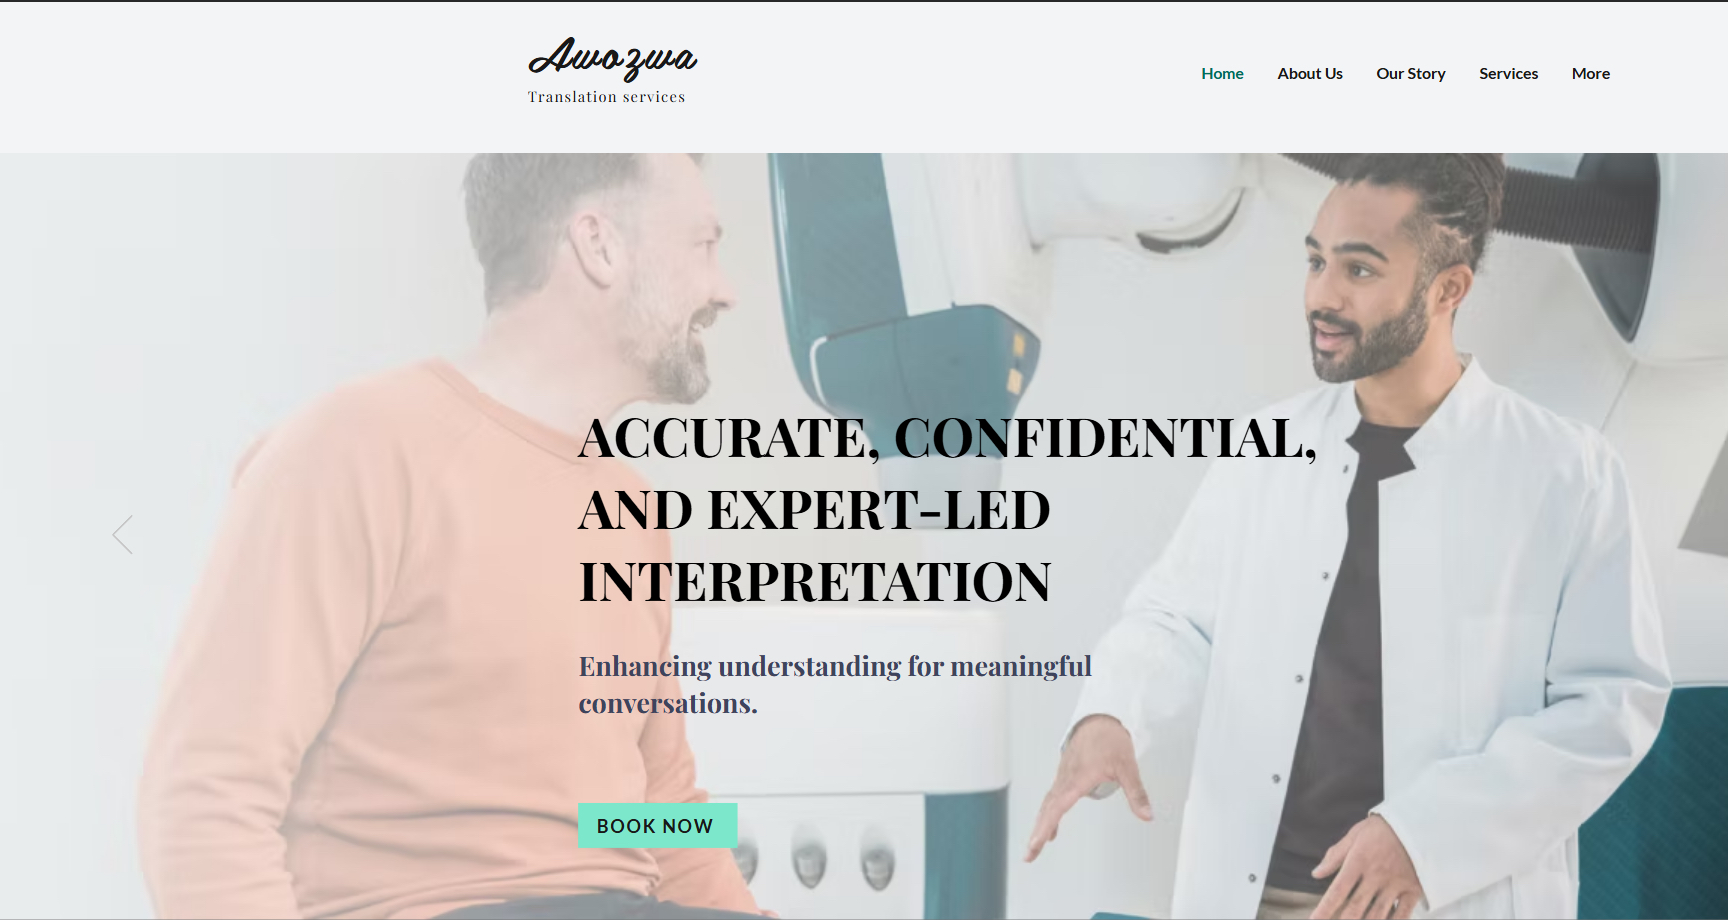 Awozwa
Translation services
Home About Us Our Story Services More
ACCURATE, CONFIDENTIAL,
AND EXPERT-LED
INTERPRETATION
Enhancing understanding for meaningful
conversations.
BOOK NOW